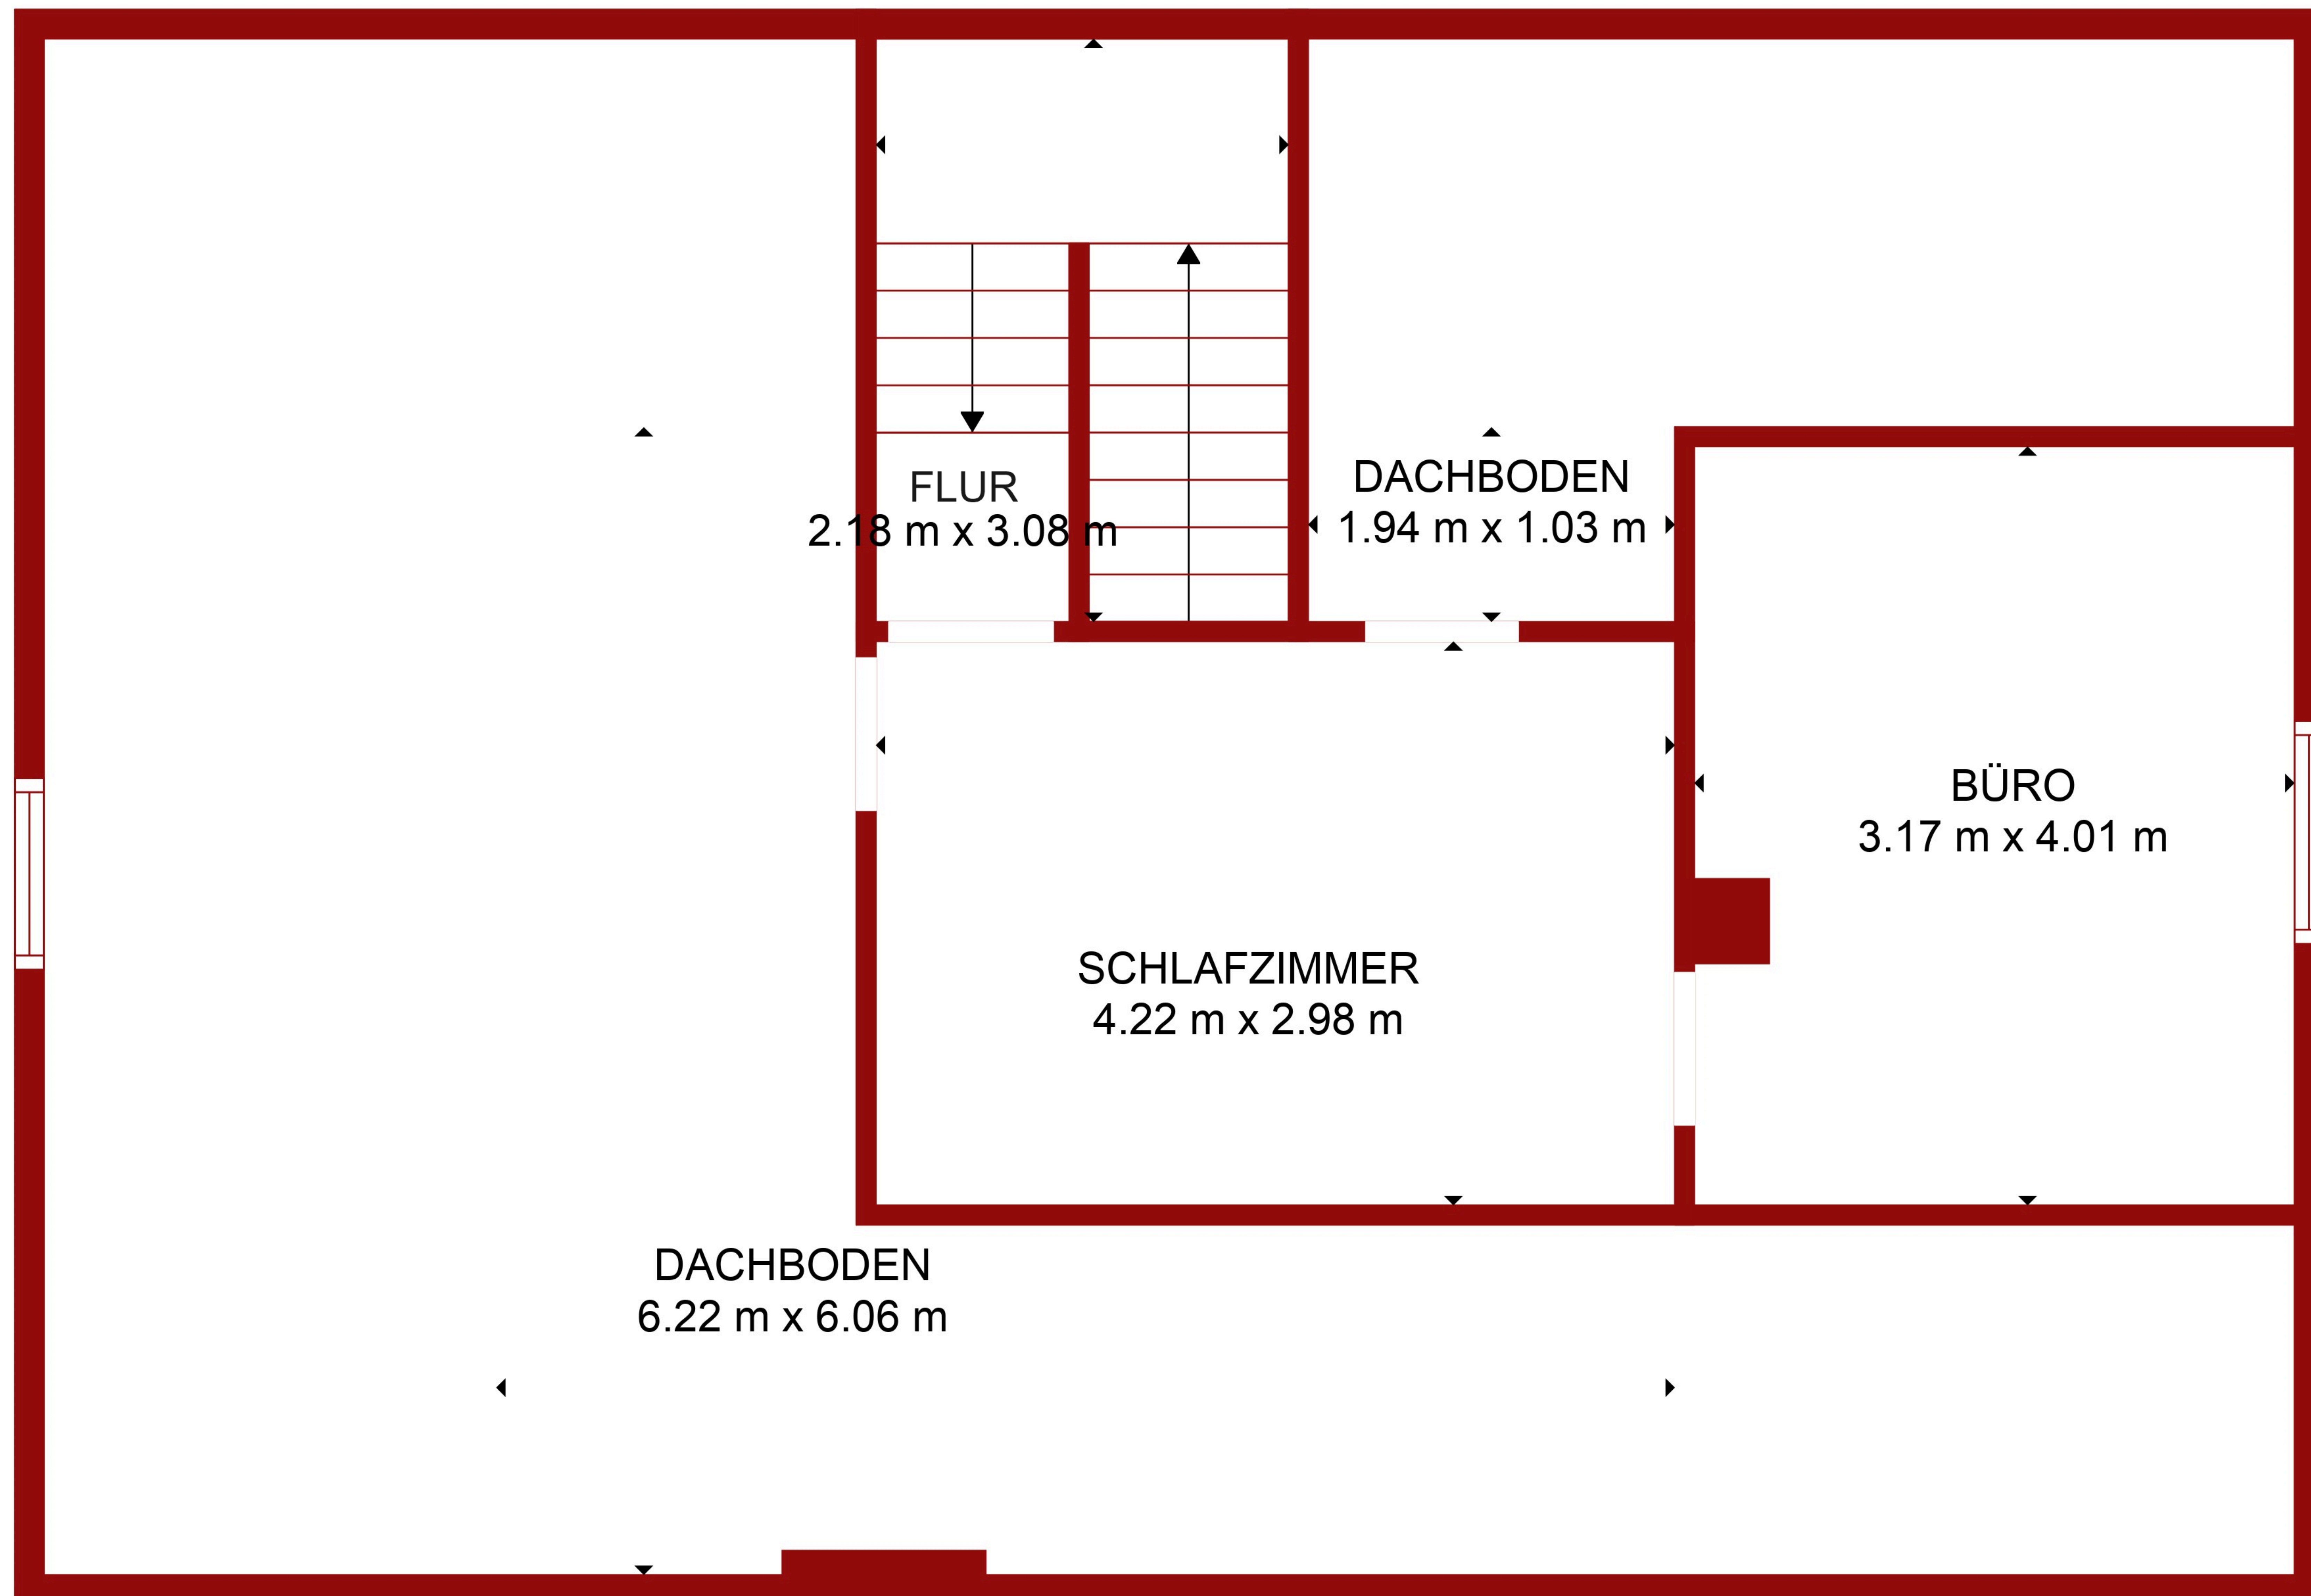 FLUR
2.18 m x 3.08 m
DACHBODEN
1.94 m x 1.03 m
BÜRO
3.17 m x 4.01 m
SCHLAFZIMMER
4.22 m x 2.98 m
DACHBODEN
6.22 m x 6.06 m